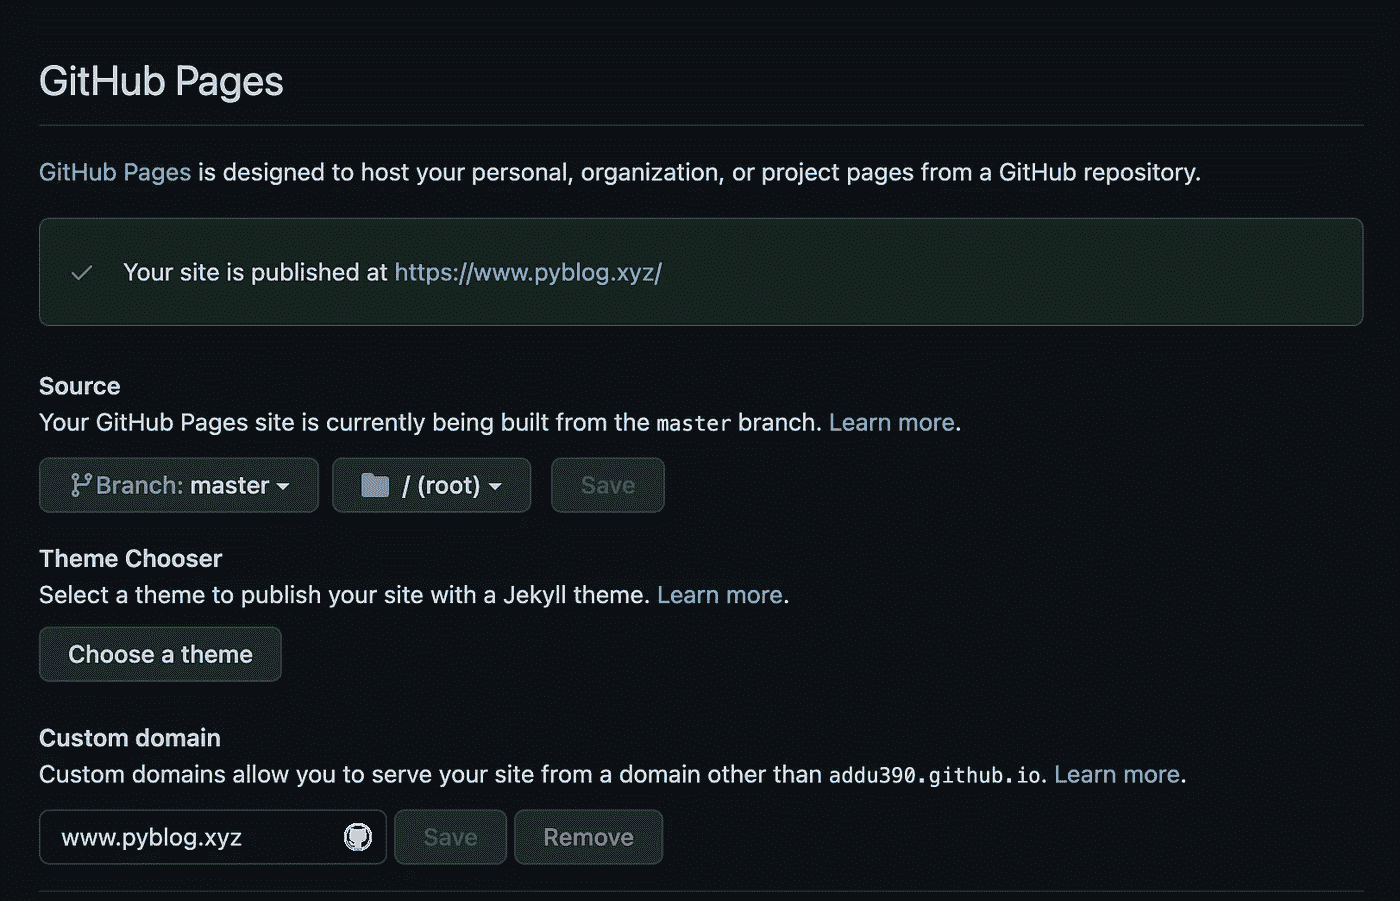 GitHub Pages
GitHub Pages is designed to host your personal, organization, or project pages from a GitHub repository.
Your site is published at https://www.pyblog.xyz/
Source
Your GitHub Pages site is currently being built from the master branch. Learn more.
Branch: master / (root) Save
Theme Chooser
Select a theme to publish your site with a Jekyll theme. Learn more.
Choose a theme
Custom domain
Custom domains allow you to serve your site from a domain other than addu390.github.io. Learn more.
www.pyblog.xyz Save Remove